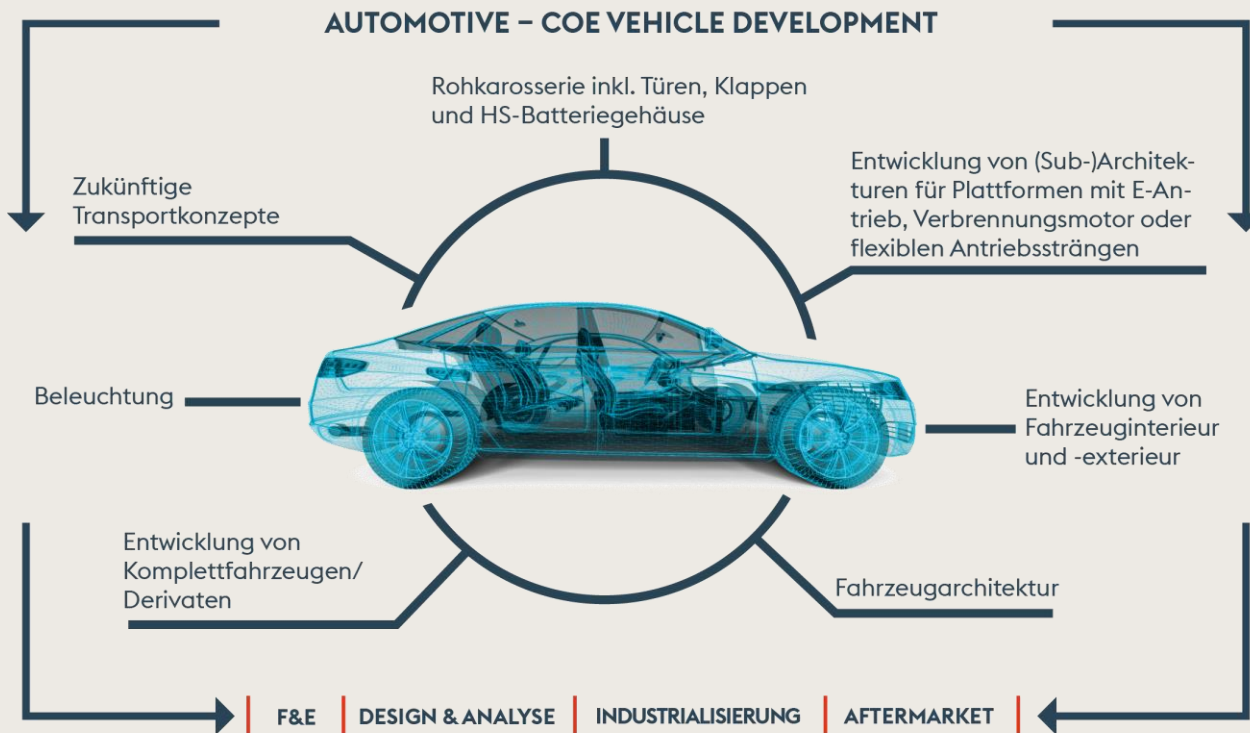 AUTOMOTIVE – COE VEHICLE DEVELOPMENT
Rohkarosserie inkl. Türen, Klappen
und HS-Batteriegehäuse
Zukünftige
Transportkonzepte
Entwicklung von (Sub-)Architek-
turen für Plattformen mit E-An-
trieb, Verbrennungsmotor oder
flexiblen Antriebssträngen
Beleuchtung
Entwicklung von
Fahrzeuginterieur
und -exterieur
Entwicklung von
Komplettfahrzeugen/
Derivaten
Fahrzeugarchitektur
F&E | DESIGN & ANALYSE | INDUSTRIALISIERUNG | AFTERMARKET